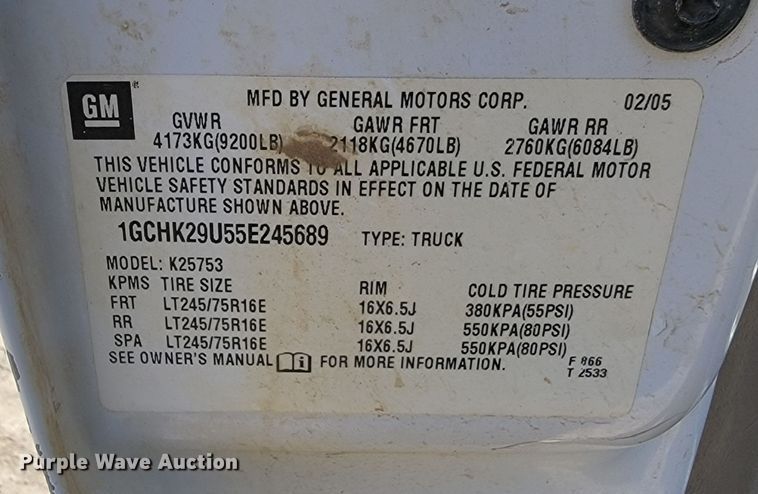 GM
MFD BY GENERAL MOTORS CORP. 02/05
GVWR GAWR FRT GAWR RR
4173KG(9200LB) 2118KG(4670LB) 2760KG(6084LB)
THIS VEHICLE CONFORMS TO ALL APPLICABLE U.S. FEDERAL MOTOR
VEHICLE SAFETY STANDARDS IN EFFECT ON THE DATE OF
MANUFACTURE SHOWN ABOVE.
1GCHK29U55E245689 TYPE: TRUCK
MODEL: K25753
KPMS TIRE SIZE RIM COLD TIRE PRESSURE
FRT LT245/75R16E 16X6.5J 380KPA(55PSI)
RR LT245/75R16E 16X6.5J 550KPA(80PSI)
SPA LT245/75R16E 16X6.5J 550KPA(80PSI)
SEE OWNER'S MANUAL FOR MORE INFORMATION.
F 866
T 2533
Purple Wave Auction